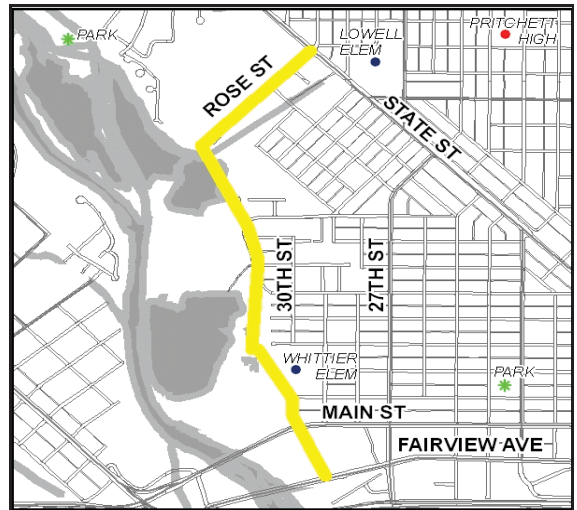 PARK
LOWELL
ELEM
PRITCHETT
HIGH
ROSE ST
STATE ST
30TH ST
27TH ST
WHITTIER
ELEM
PARK
MAIN ST
FAIRVIEW AVE